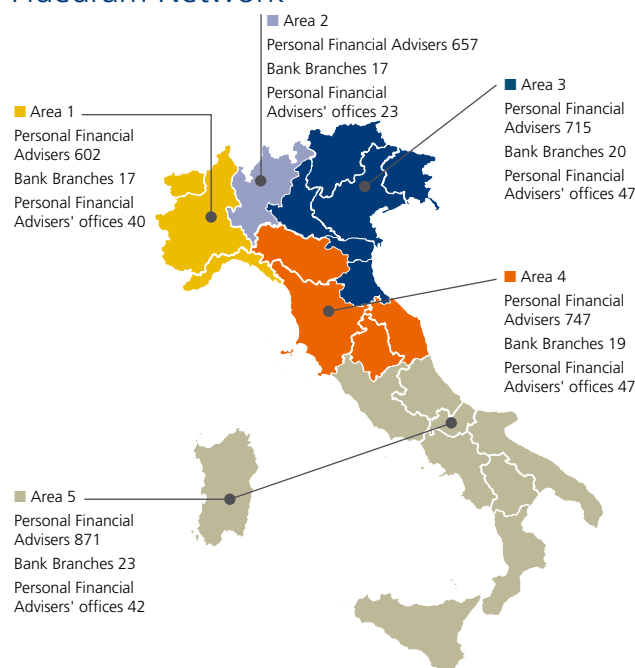 Area 2
Personal Financial Advisers 657
Bank Branches 17
Personal Financial
Advisers' offices 23
Area 1
Personal Financial
Advisers 602
Bank Branches 17
Personal Financial
Advisers' offices 40
Area 3
Personal Financial
Advisers 715
Bank Branches 20
Personal Financial
Advisers' offices 47
Area 4
Personal Financial
Advisers 747
Bank Branches 19
Personal Financial
Advisers' offices 47
Area 5
Personal Financial
Advisers 871
Bank Branches 23
Personal Financial
Advisers' offices 42